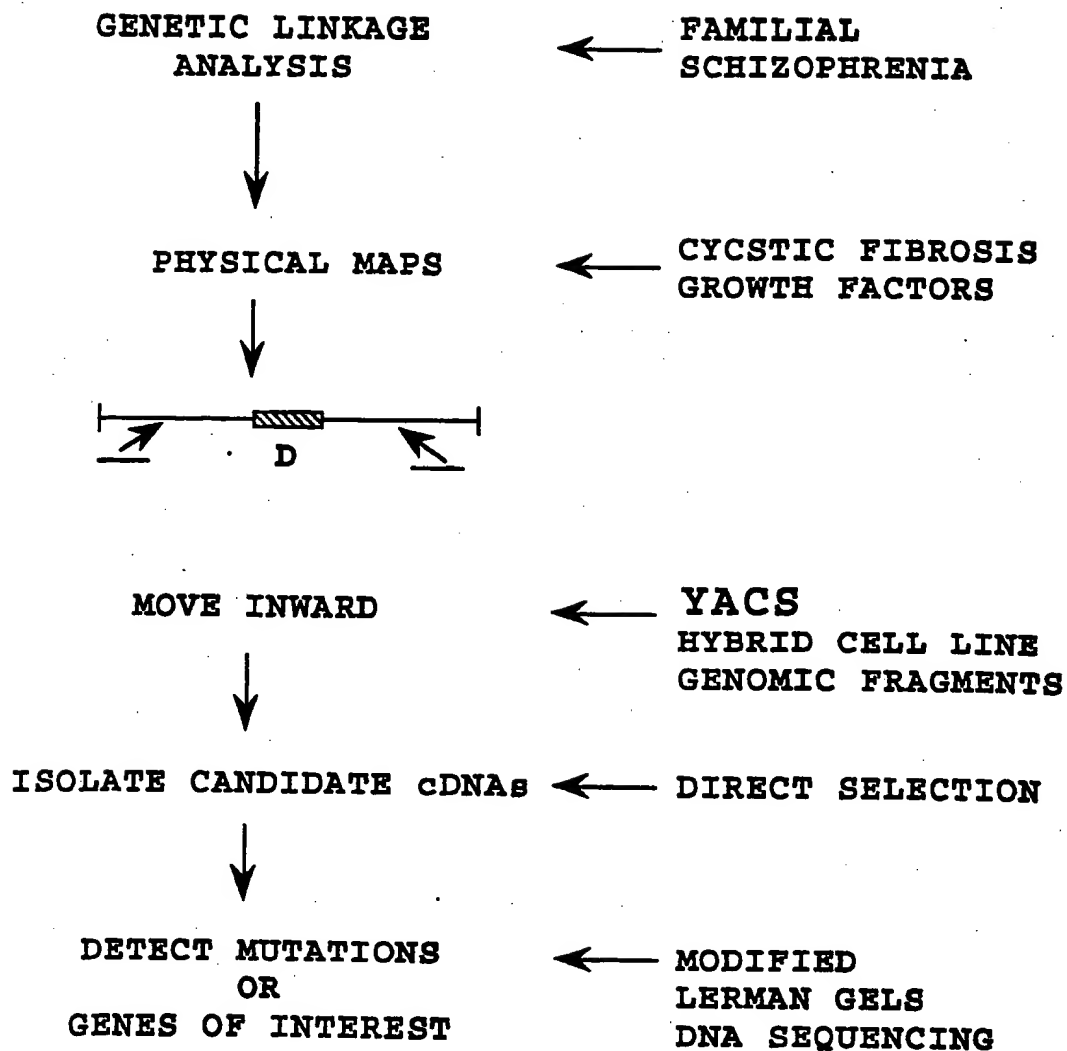 GENETIC LINKAGE
ANALYSIS
FAMILIAL
SCHIZOPHRENIA
PHYSICAL MAPS
CYCSTIC FIBROSIS
GROWTH FACTORS
D
MOVE INWARD
YACS
HYBRID CELL LINE
GENOMIC FRAGMENTS
ISOLATE CANDIDATE cDNAs
DIRECT SELECTION
DETECT MUTATIONS
OR
GENES OF INTEREST
MODIFIED
LERMAN GELS
DNA SEQUENCING